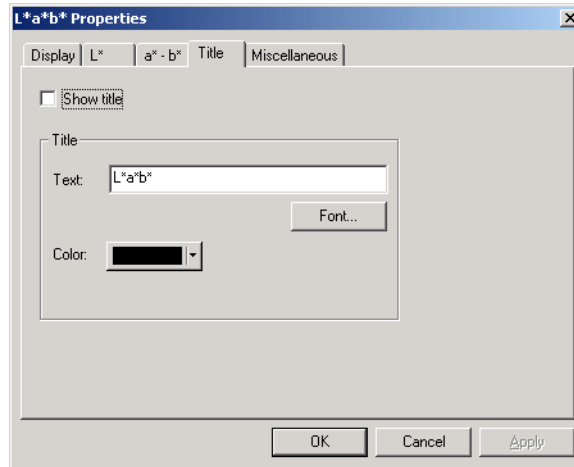 L*a*b* Properties
Display L* a* - b* Title Miscellaneous
Show title
Title
Text: L*a*b*
Font...
Color:
OK Cancel Apply